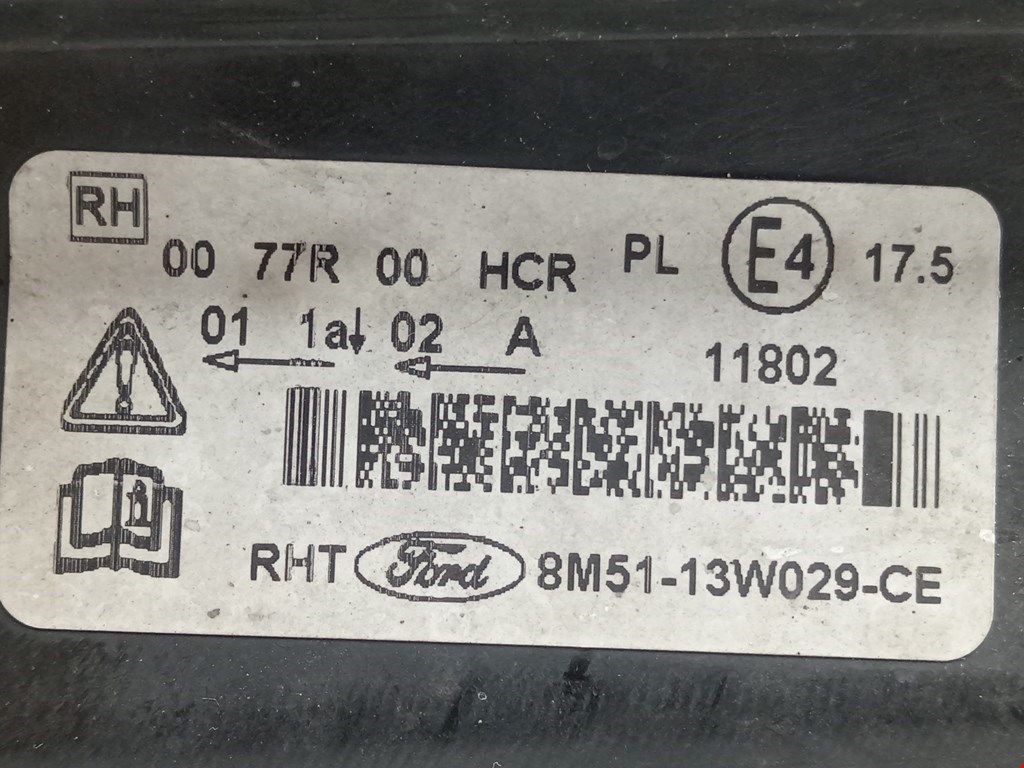 RH
00 77R 00 HCR PL E4 17.5
01 1a↓ 02 A 11802
RHT Ford 8M51-13W029-CE